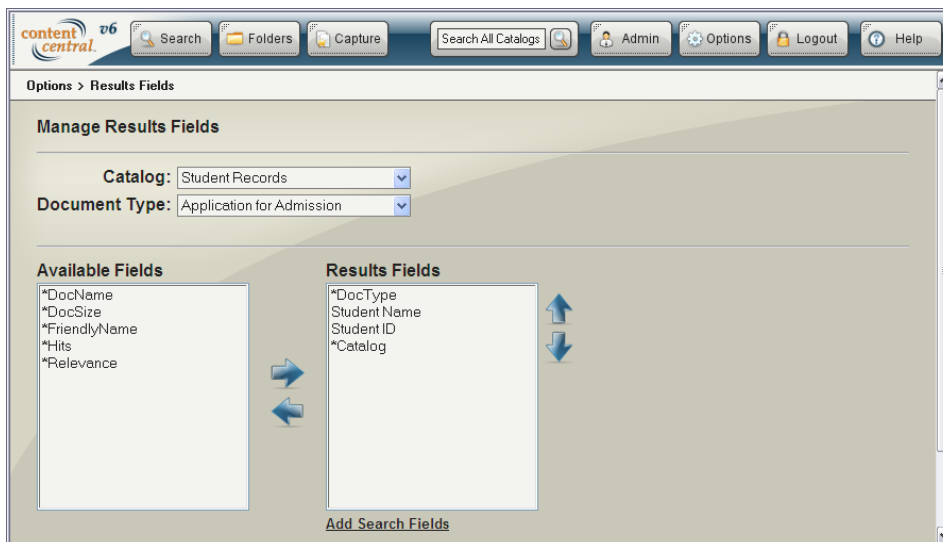 content central. v6 Search Folders Capture Search All Catalogs Admin Options Logout Help
Options > Results Fields
Manage Results Fields
Catalog: Student Records
Document Type: Application for Admission
Available Fields Results Fields
*DocName *DocType
*DocSize Student Name
*FriendlyName Student ID
*Hits *Catalog
*Relevance
Add Search Fields